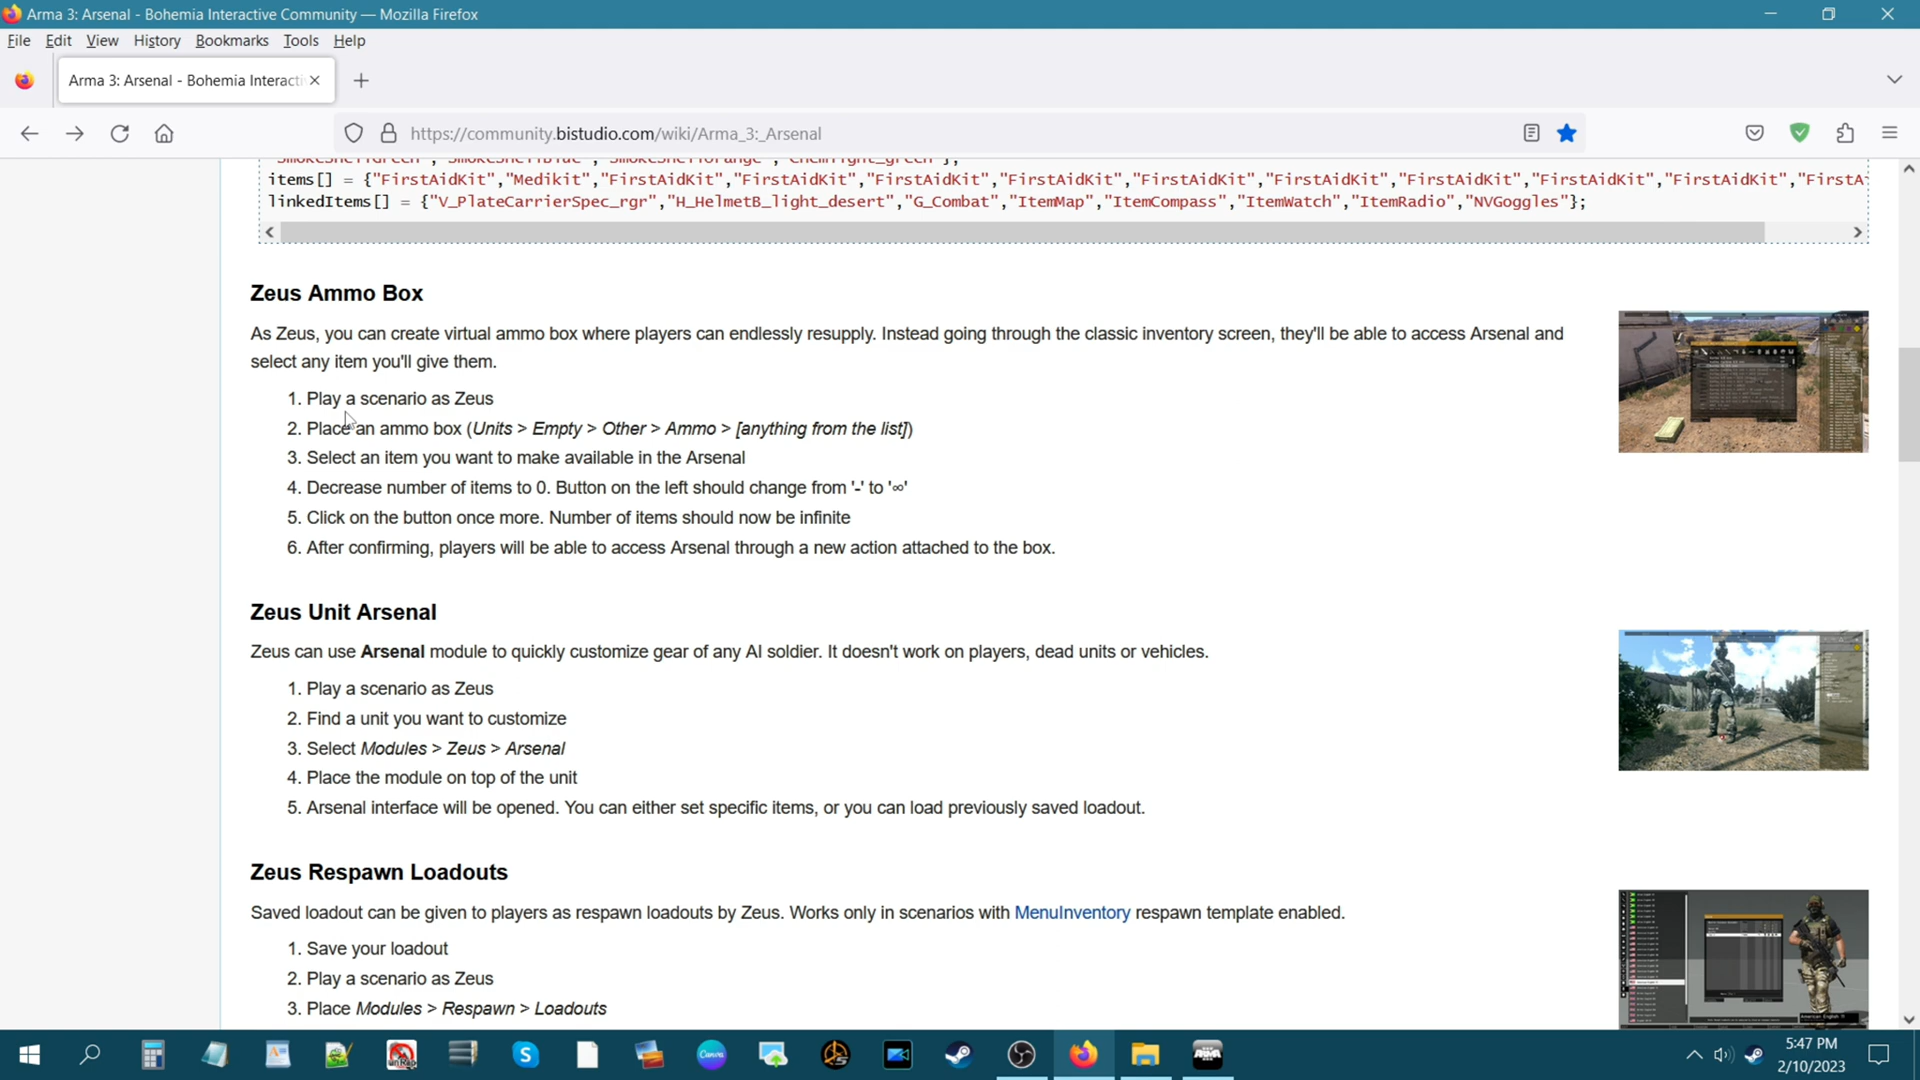 Arma 3: Arsenal - Bohemia Interactive Community — Mozilla Firefox
File Edit View History Bookmarks Tools Help
Arma 3: Arsenal - Bohemia Interacti
https://community.bistudio.com/wiki/Arma_3:_Arsenal
"SmokeShellGreen","SmokeShellBlue","SmokeShellOrange","Chemlight_green"};
items[] = {"FirstAidKit","Medikit","FirstAidKit","FirstAidKit","FirstAidKit","FirstAidKit","FirstAidKit","FirstAidKit","FirstAidKit","FirstAidKit","FirstAidKit","FirstA
linkedItems[] = {"V_PlateCarrierSpec_rgr","H_HelmetB_light_desert","G_Combat","ItemMap","ItemCompass","ItemWatch","ItemRadio","NVGoggles"};
Zeus Ammo Box
As Zeus, you can create virtual ammo box where players can endlessly resupply. Instead going through the classic inventory screen, they'll be able to access Arsenal and
select any item you'll give them.
1. Play a scenario as Zeus
2. Place an ammo box (Units > Empty > Other > Ammo > [anything from the list])
3. Select an item you want to make available in the Arsenal
4. Decrease number of items to 0. Button on the left should change from '-' to '∞'
5. Click on the button once more. Number of items should now be infinite
6. After confirming, players will be able to access Arsenal through a new action attached to the box.
Zeus Unit Arsenal
Zeus can use Arsenal module to quickly customize gear of any AI soldier. It doesn't work on players, dead units or vehicles.
1. Play a scenario as Zeus
2. Find a unit you want to customize
3. Select Modules > Zeus > Arsenal
4. Place the module on top of the unit
5. Arsenal interface will be opened. You can either set specific items, or you can load previously saved loadout.
Zeus Respawn Loadouts
Saved loadout can be given to players as respawn loadouts by Zeus. Works only in scenarios with MenuInventory respawn template enabled.
1. Save your loadout
2. Play a scenario as Zeus
3. Place Modules > Respawn > Loadouts
5:47 PM
2/10/2023